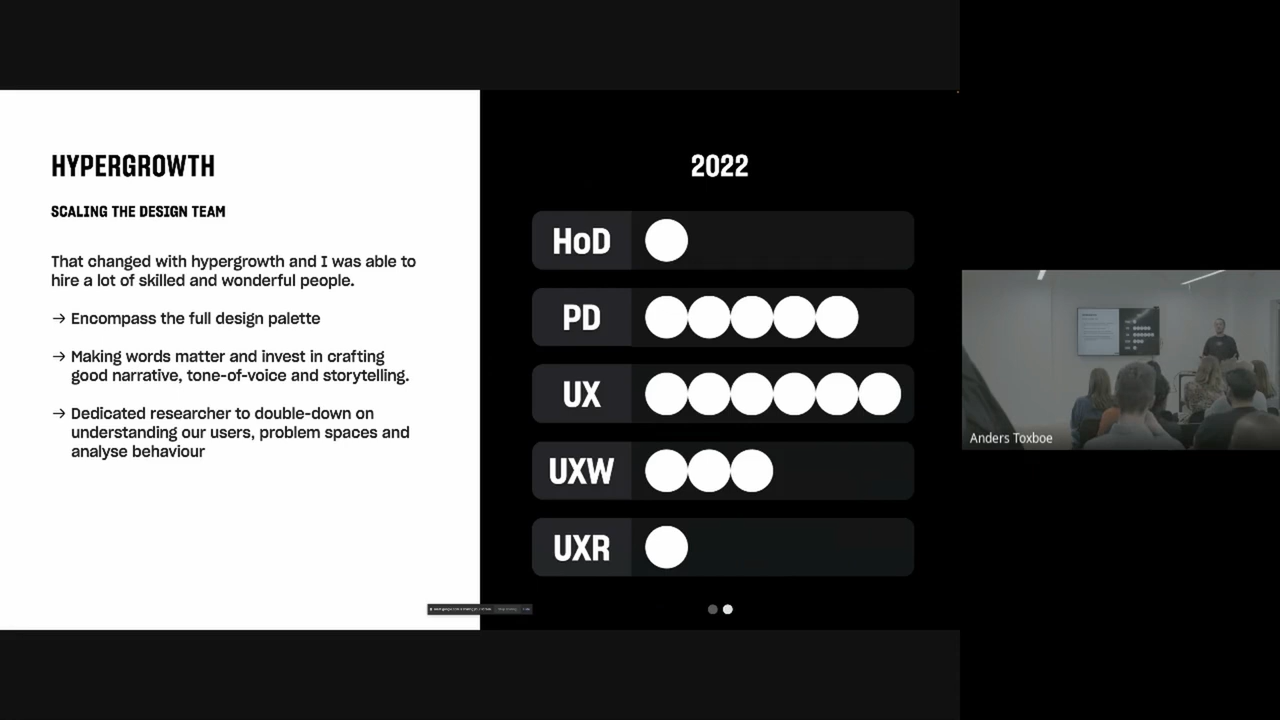 HYPERGROWTH
SCALING THE DESIGN TEAM
That changed with hypergrowth and I was able to
hire a lot of skilled and wonderful people.
→ Encompass the full design palette
→ Making words matter and invest in crafting
good narrative, tone-of-voice and storytelling.
→ Dedicated researcher to double-down on
understanding our users, problem spaces and
analyse behaviour
2022
HoD
PD
UX
UXW
UXR
Anders Toxboe